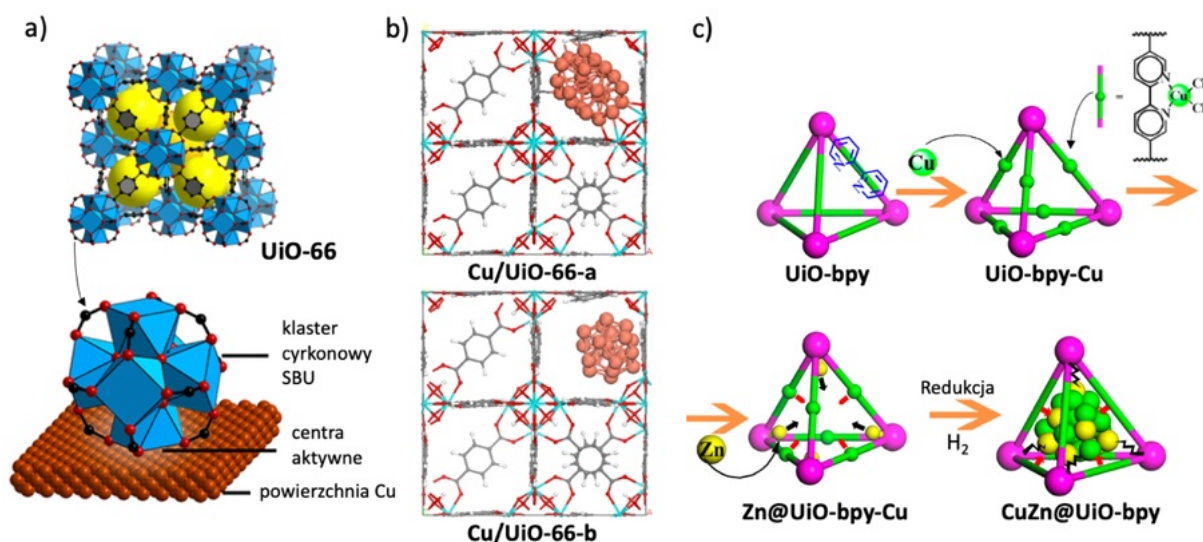 a)
UiO-66
klaster
cyrkonowy
SBU
centra
aktywne
powierzchnia Cu
b)
Cu/UiO-66-a
Cu/UiO-66-b
c)
N
N
Cu
UiO-bpy
=
N
N
Cu
UiO-bpy-Cu
Zn
Zn@UiO-bpy-Cu
Redukcja
H₂
CuZn@UiO-bpy